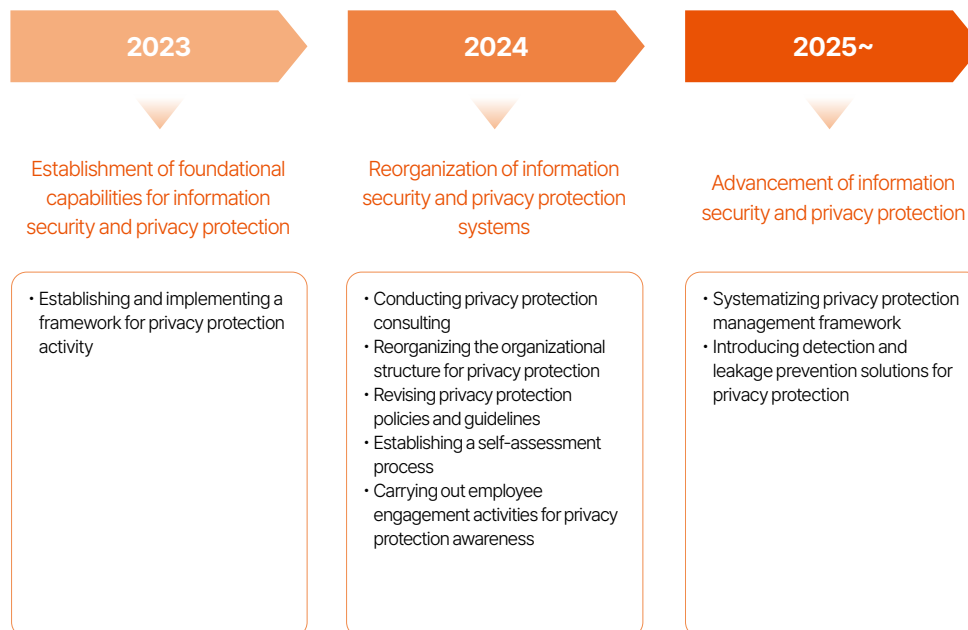 2023
Establishment of foundational
capabilities for information
security and privacy protection
・Establishing and implementing a
framework for privacy protection
activity
2024
Reorganization of information
security and privacy protection
systems
・Conducting privacy protection
consulting
・Reorganizing the organizational
structure for privacy protection
・Revising privacy protection
policies and guidelines
・Establishing a self-assessment
process
・Carrying out employee
engagement activities for privacy
protection awareness
2025~
Advancement of information
security and privacy protection
・Systematizing privacy protection
management framework
・Introducing detection and
leakage prevention solutions for
privacy protection